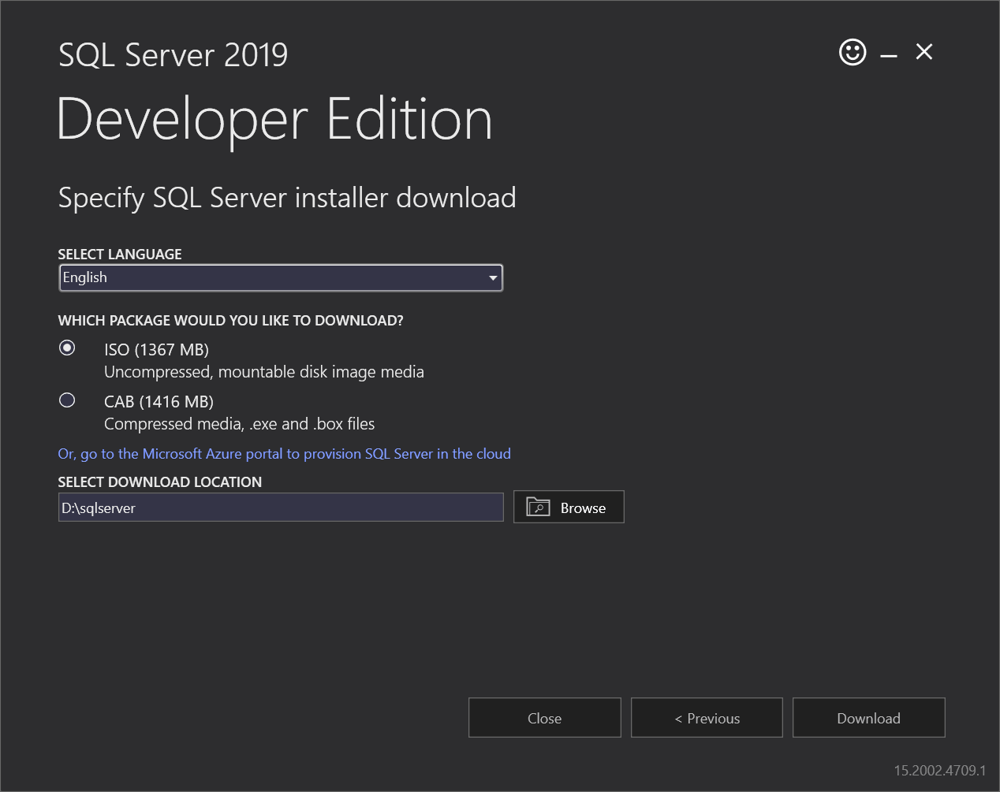 SQL Server 2019
Developer Edition
Specify SQL Server installer download
SELECT LANGUAGE
English
WHICH PACKAGE WOULD YOU LIKE TO DOWNLOAD?
ISO (1367 MB)
Uncompressed, mountable disk image media
CAB (1416 MB)
Compressed media, .exe and .box files
Or, go to the Microsoft Azure portal to provision SQL Server in the cloud
SELECT DOWNLOAD LOCATION
D:\sqlserver
Browse
Close
< Previous
Download
15.2002.4709.1